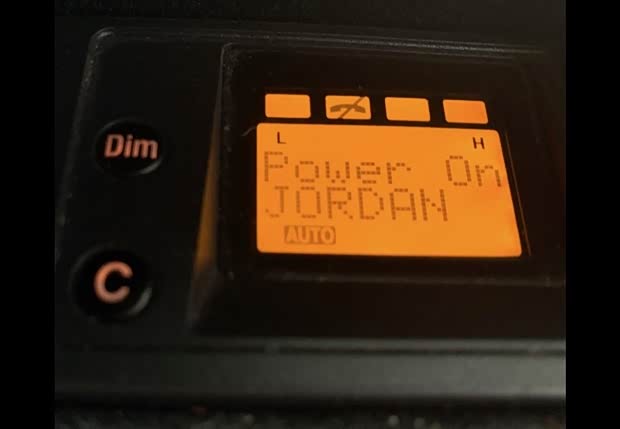 Dim
C
L H
Power On
JORDAN
AUTO